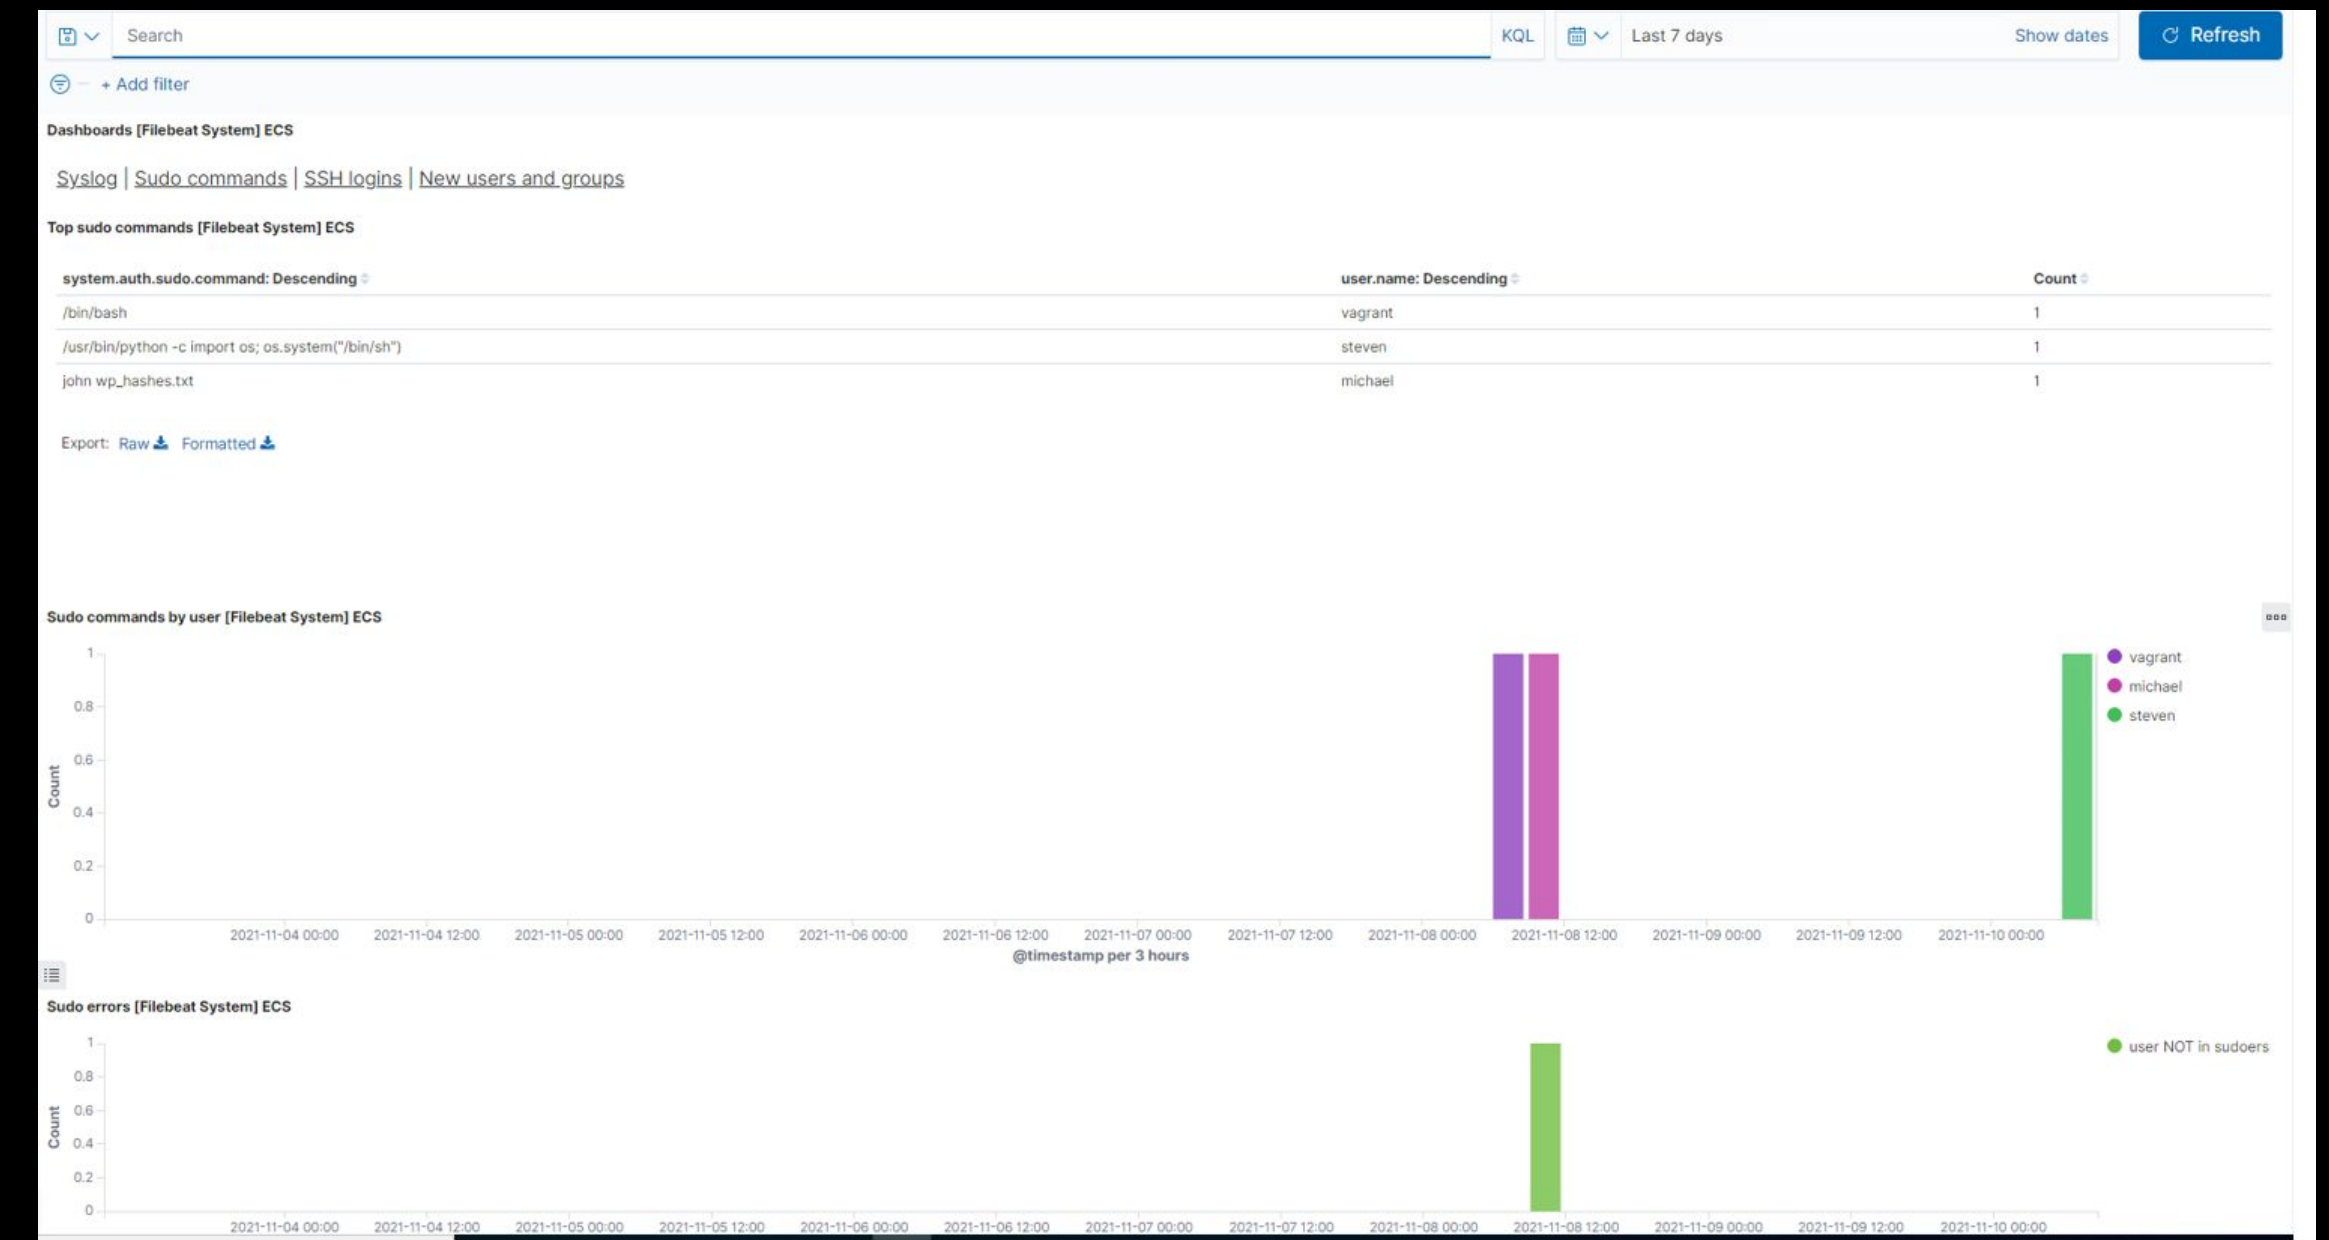 Search KQL Last 7 days Show dates Refresh
+ Add filter
Dashboards [Filebeat System] ECS
Syslog | Sudo commands | SSH logins | New users and groups
Top sudo commands [Filebeat System] ECS
system.auth.sudo.command: Descending user.name: Descending Count
/bin/bash vagrant 1
/usr/bin/python -c import os; os.system("/bin/sh") steven 1
john wp_hashes.txt michael 1
Export: Raw Formatted
Sudo commands by user [Filebeat System] ECS
1
0.8
0.6
0.4
0.2
0
Count
vagrant
michael
steven
2021-11-04 00:00 2021-11-04 12:00 2021-11-05 00:00 2021-11-05 12:00 2021-11-06 00:00 2021-11-06 12:00 2021-11-07 00:00 2021-11-07 12:00 2021-11-08 00:00 2021-11-08 12:00 2021-11-09 00:00 2021-11-09 12:00 2021-11-10 00:00
@timestamp per 3 hours
Sudo errors [Filebeat System] ECS
1
0.8
0.6
0.4
0.2
0
Count
user NOT in sudoers
2021-11-04 00:00 2021-11-04 12:00 2021-11-05 00:00 2021-11-05 12:00 2021-11-06 00:00 2021-11-06 12:00 2021-11-07 00:00 2021-11-07 12:00 2021-11-08 00:00 2021-11-08 12:00 2021-11-09 00:00 2021-11-09 12:00 2021-11-10 00:00